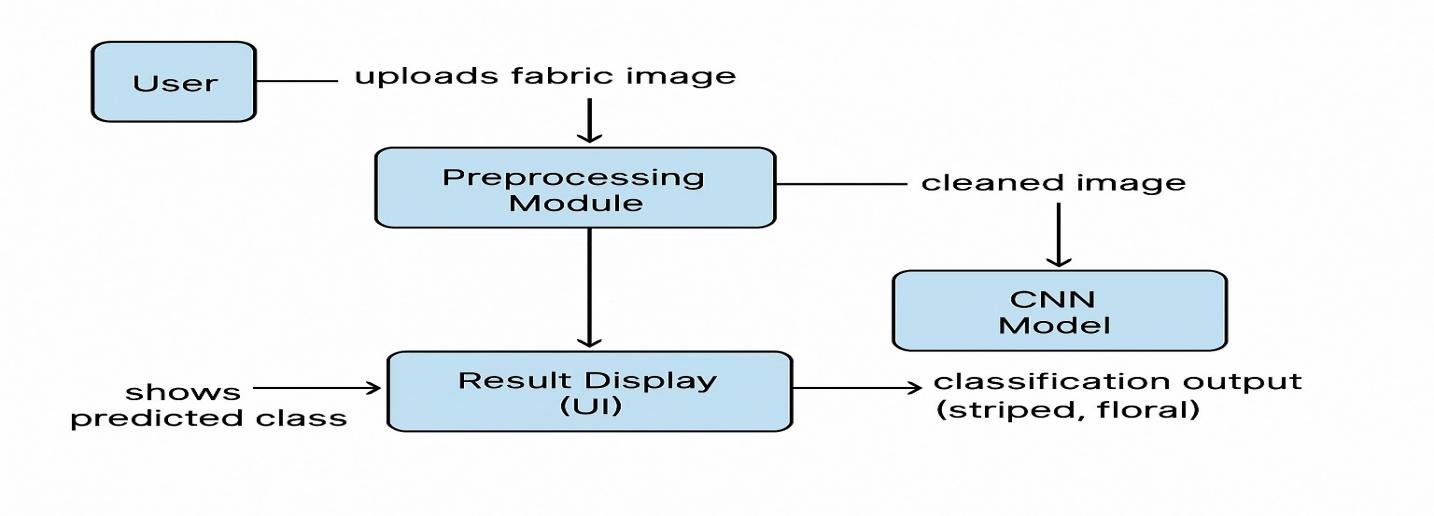 User
uploads fabric image
Preprocessing
Module
cleaned image
CNN
Model
shows
predicted class
Result Display
(UI)
classification output
(striped, floral)